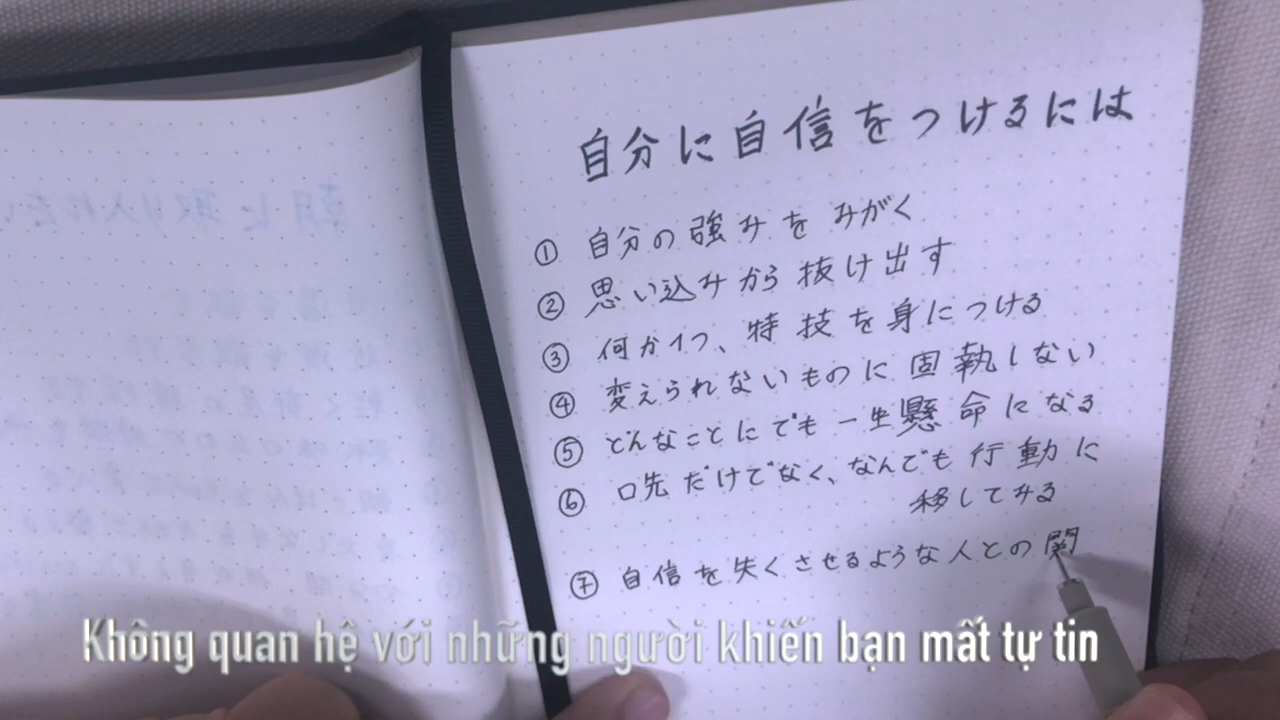 自分に自信をつけるには
① 自分の強みをみがく
② 思い込みから抜け出す
③ 何か1つ、特技を身につける
④ 変えられないものに固執しない
⑤ どんなことにでも一生懸命になる
⑥ 口先だけでなく、なんでも行動に
移してみる
⑦ 自信を失くさせるような人との関
Không quan hệ với những người khiến bạn mất tự tin